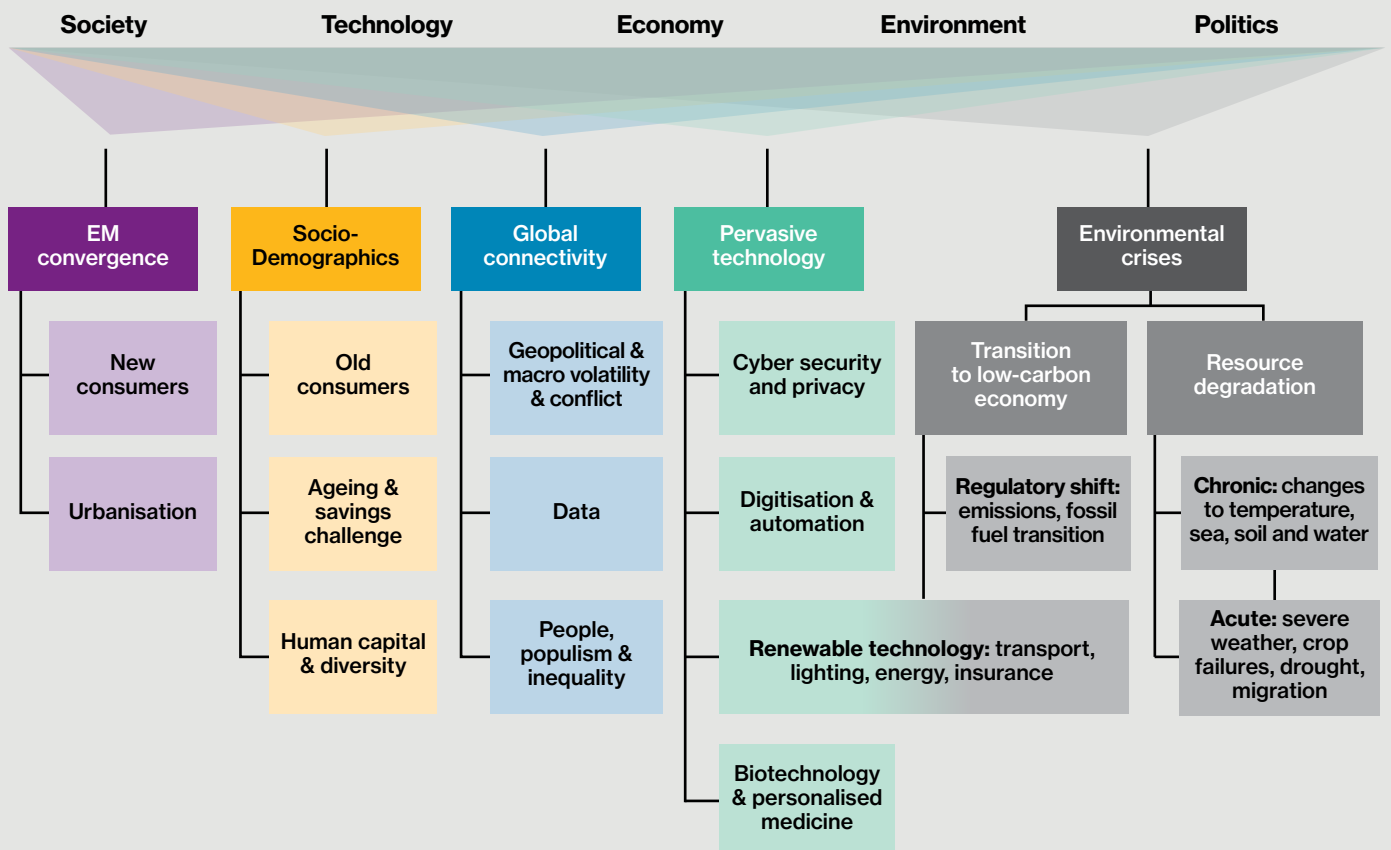 Society
Technology
Economy
Environment
Politics
EM
convergence
Socio-
Demographics
Global
connectivity
Pervasive
technology
Environmental
crises
New
consumers
Old
consumers
Geopolitical &
macro volatility
& conflict
Cyber security
and privacy
Transition
to low-carbon
economy
Resource
degradation
Urbanisation
Ageing &
savings
challenge
Data
Digitisation &
automation
Regulatory shift:
emissions, fossil
fuel transition
Chronic: changes
to temperature,
sea, soil and water
Human capital
& diversity
People,
populism &
inequality
Renewable technology: transport,
lighting, energy, insurance
Acute: severe
weather, crop
failures, drought,
migration
Biotechnology
& personalised
medicine